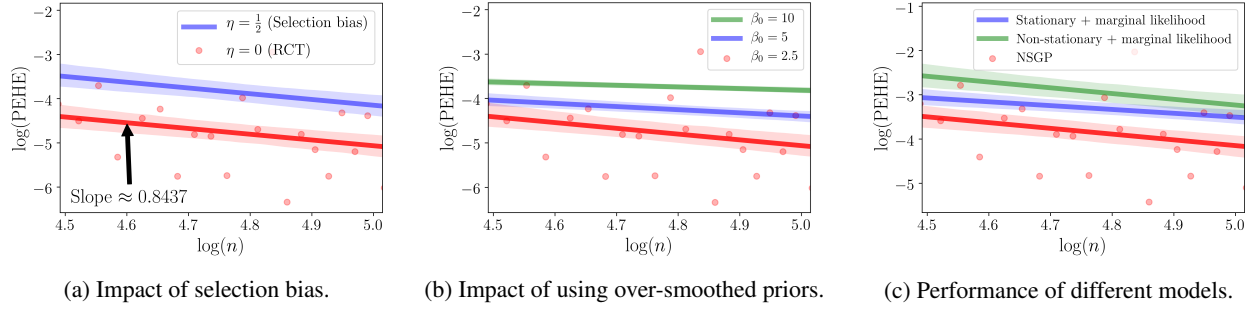 −2
−3
−4
−5
−6
log(PEHE)
η = 1/2 (Selection bias)
η = 0 (RCT)
Slope ≈ 0.8437
4.5 4.6 4.7 4.8 4.9 5.0
log(n)
(a) Impact of selection bias.
−2
−3
−4
−5
−6
log(PEHE)
β₀ = 10
β₀ = 5
β₀ = 2.5
4.5 4.6 4.7 4.8 4.9 5.0
log(n)
(b) Impact of using over-smoothed priors.
−1
−2
−3
−4
−5
log(PEHE)
Stationary + marginal likelihood
Non-stationary + marginal likelihood
NSGP
4.5 4.6 4.7 4.8 4.9 5.0
log(n)
(c) Performance of different models.